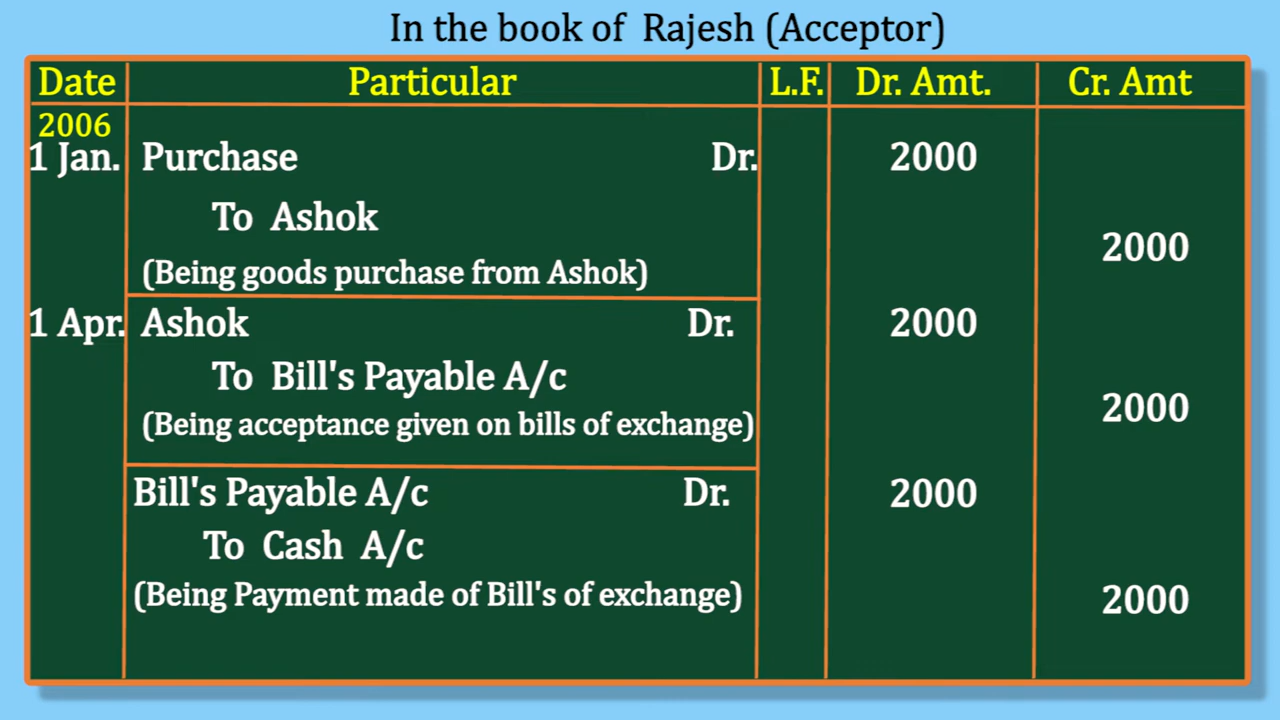 In the book of Rajesh (Acceptor)
Date Particular L.F. Dr. Amt. Cr. Amt
2006
1 Jan. Purchase Dr. 2000
To Ashok
2000
(Being goods purchase from Ashok)
1 Apr. Ashok Dr. 2000
To Bill's Payable A/c
2000
(Being acceptance given on bills of exchange)
Bill's Payable A/c Dr. 2000
To Cash A/c
(Being Payment made of Bill's of exchange) 2000